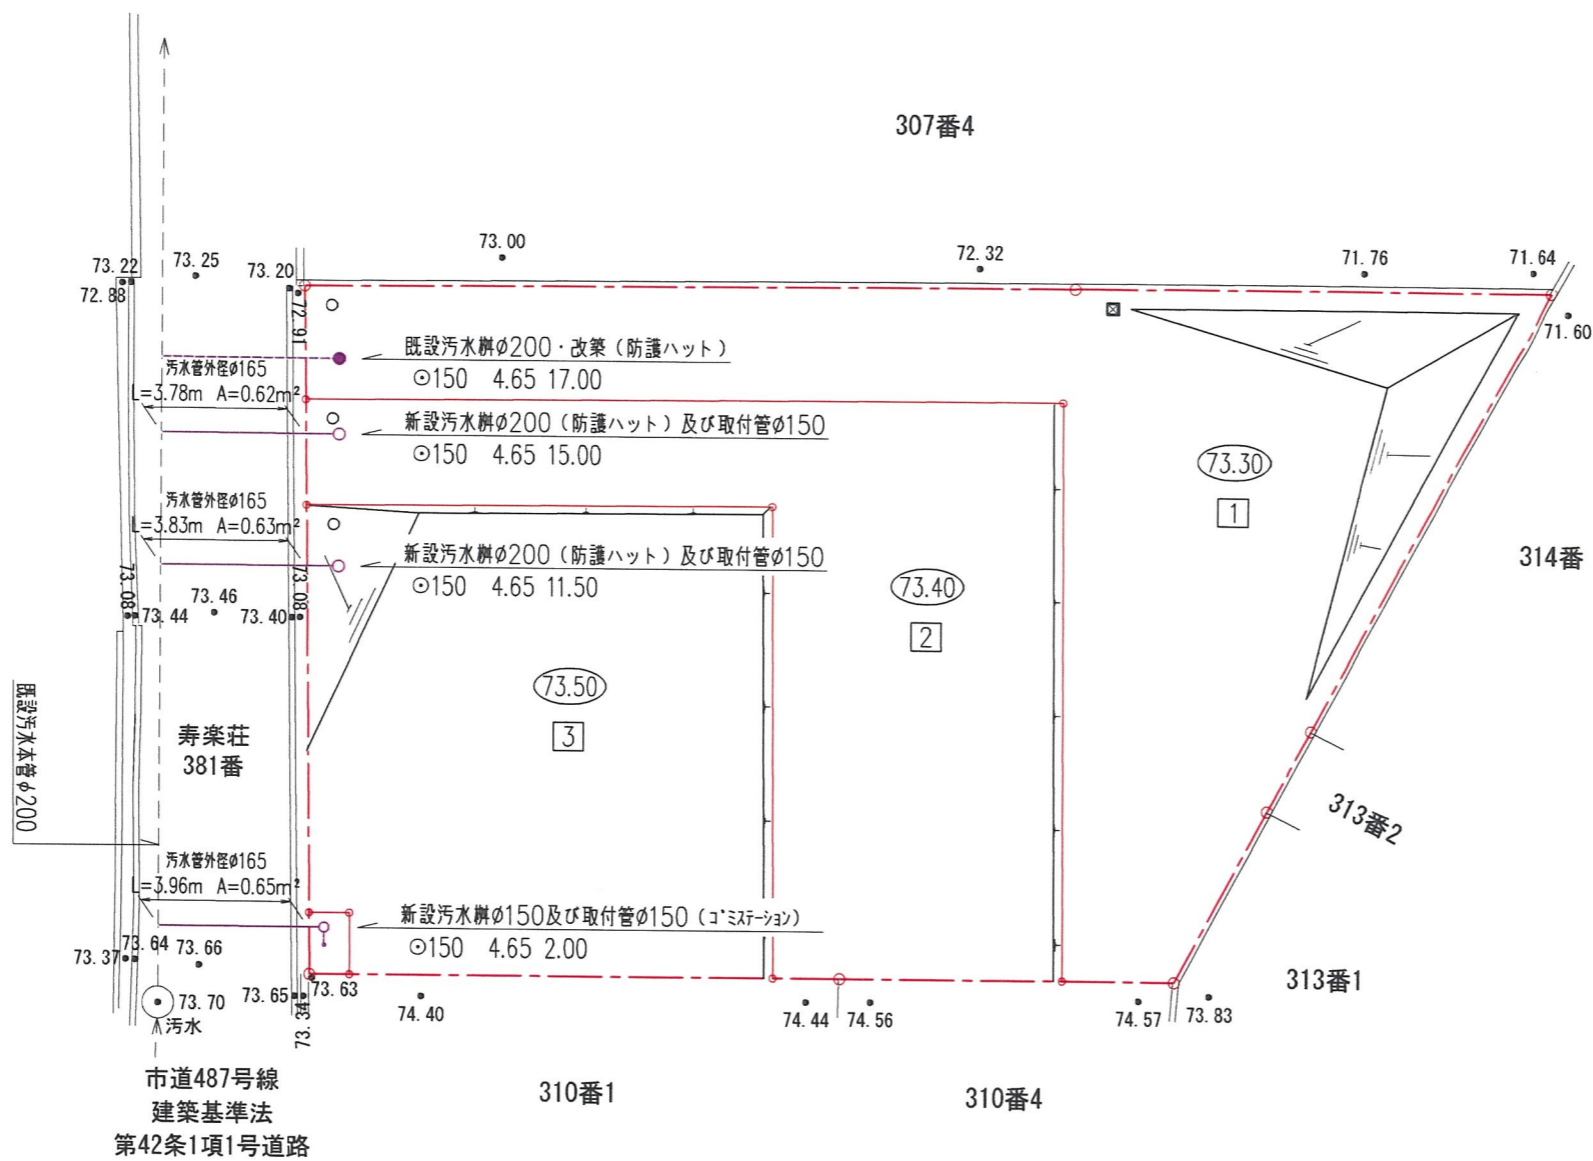 307番4
73.00
72.32
71.76
71.64
73.25
73.22
73.20
72.88
72.91
71.60
既設汚水桝Ø200・改築(防護ハット)
⊙150 4.65 17.00
汚水管外径Ø165
L=3.78m A=0.62m²
新設汚水桝Ø200(防護ハット)及び取付管Ø150
⊙150 4.65 15.00
73.30
1
汚水管外径Ø165
L=3.83m A=0.63m²
新設汚水桝Ø200(防護ハット)及び取付管Ø150
⊙150 4.65 11.50
314番
73.40
2
73.08
73.44
73.46
73.40
73.08
73.50
3
既設汚水本管φ200
寿楽荘
381番
313番2
汚水管外径Ø165
L=3.96m A=0.65m²
新設汚水桝Ø150及び取付管Ø150(ゴミステーション)
⊙150 4.65 2.00
73.37
73.64
73.66
313番1
73.70
汚水
73.65
73.34
73.63
74.40
74.44
74.56
74.57
73.83
市道487号線
建築基準法
第42条1項1号道路
310番1
310番4